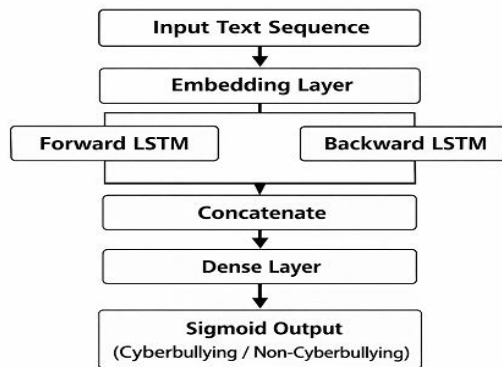 Input Text Sequence
Embedding Layer
Forward LSTM
Backward LSTM
Concatenate
Dense Layer
Sigmoid Output
(Cyberbullying / Non-Cyberbullying)